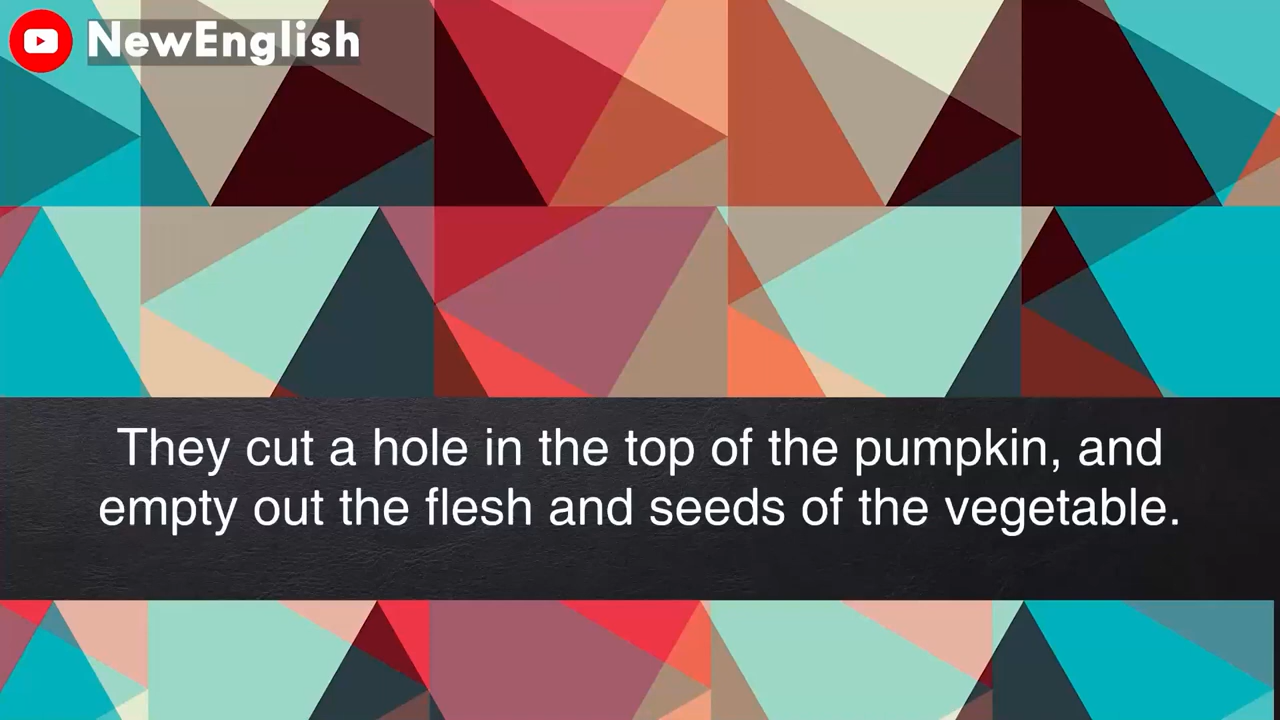 NewEnglish
They cut a hole in the top of the pumpkin, and
empty out the flesh and seeds of the vegetable.